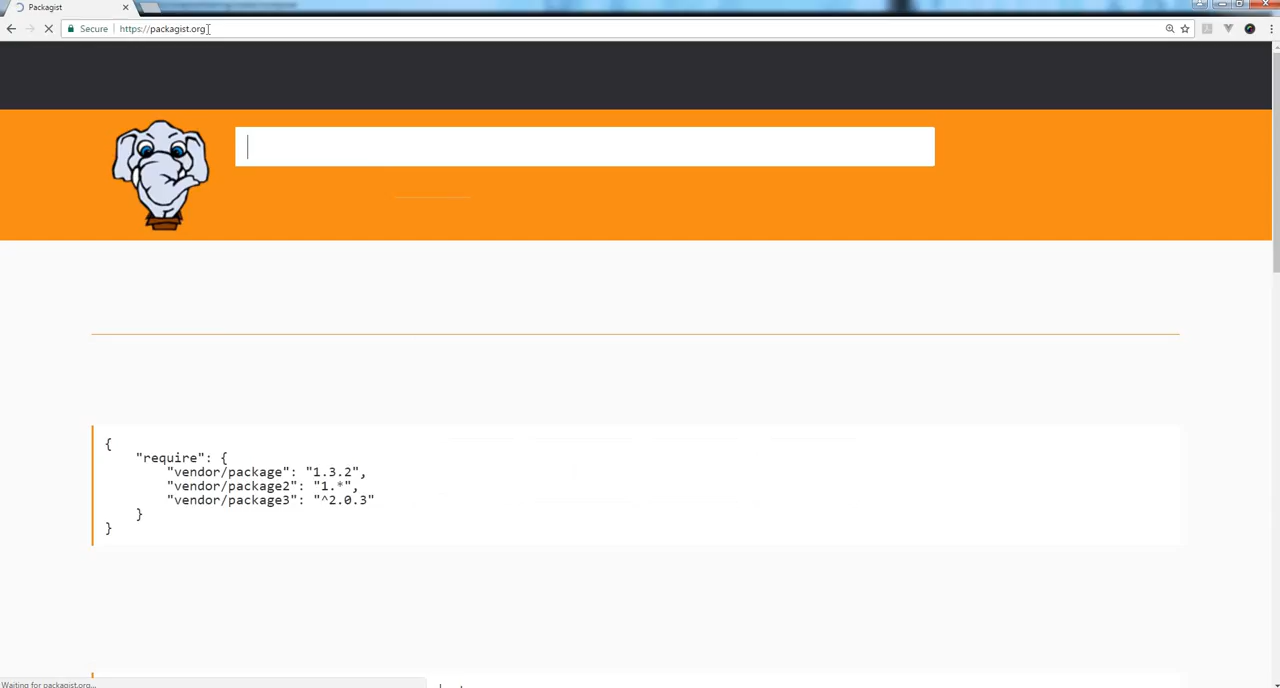 Packagist
Secure
https://packagist.org
{
"require": {
"vendor/package": "1.3.2",
"vendor/package2": "1.*",
"vendor/package3": "^2.0.3"
}
}
Waiting for packagist.org...